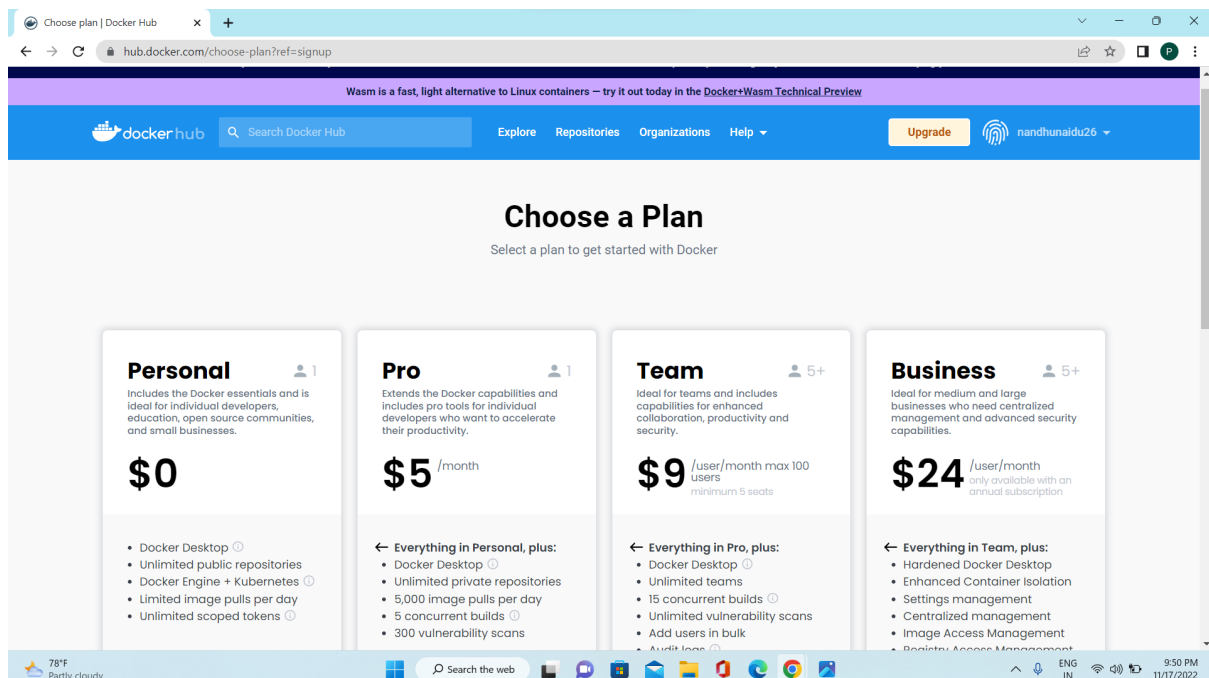 Choose plan | Docker Hub
hub.docker.com/choose-plan?ref=signup
P
Wasm is a fast, light alternative to Linux containers — try it out today in the Docker+Wasm Technical Preview
dockerhub
Search Docker Hub
Explore
Repositories
Organizations
Help
Upgrade
nandhunaidu26
Choose a Plan
Select a plan to get started with Docker
Personal
1
Includes the Docker essentials and is
ideal for individual developers,
education, open source communities,
and small businesses.
$0
Docker Desktop
Unlimited public repositories
Docker Engine + Kubernetes
Limited image pulls per day
Unlimited scoped tokens
Pro
1
Extends the Docker capabilities and
includes pro tools for individual
developers who want to accelerate
their productivity.
$5 /month
Everything in Personal, plus:
Docker Desktop
Unlimited private repositories
5,000 image pulls per day
5 concurrent builds
300 vulnerability scans
Team
5+
Ideal for teams and includes
capabilities for enhanced
collaboration, productivity and
security.
$9 /user/month max 100
users
minimum 5 seats
Everything in Pro, plus:
Docker Desktop
Unlimited teams
15 concurrent builds
Unlimited vulnerability scans
Add users in bulk
Audit logs
Business
5+
Ideal for medium and large
businesses who need centralized
management and advanced security
capabilities.
$24 /user/month
only available with an
annual subscription
Everything in Team, plus:
Hardened Docker Desktop
Enhanced Container Isolation
Settings management
Centralized management
Image Access Management
Registry Access Management
78°F
Partly cloudy
Search the web
ENG
IN
9:50 PM
11/17/2022